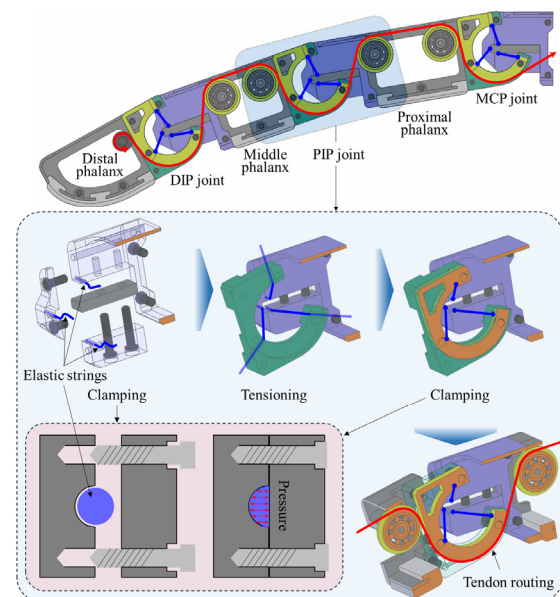 MCP joint
Proximal
phalanx
PIP joint
Middle
phalanx
DIP joint
Distal
phalanx
Elastic strings
Clamping
Tensioning
Clamping
Pressure
Tendon routing